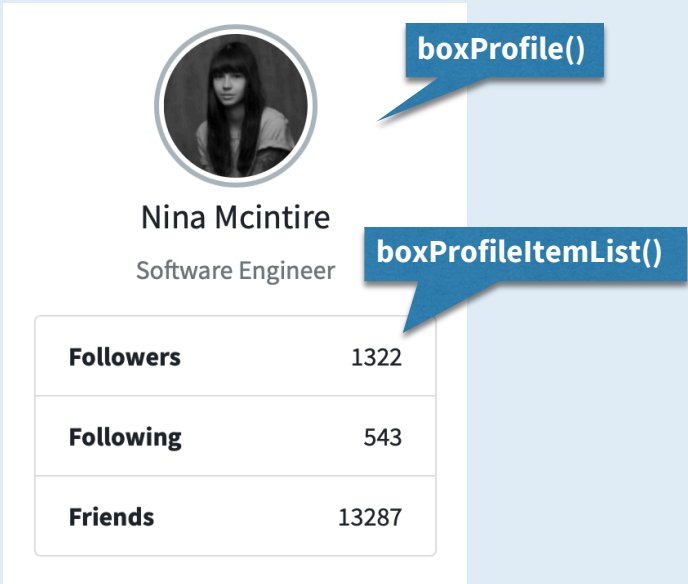 boxProfile()
Nina Mcintire
boxProfileItemList()
Software Engineer
Followers 1322
Following 543
Friends 13287